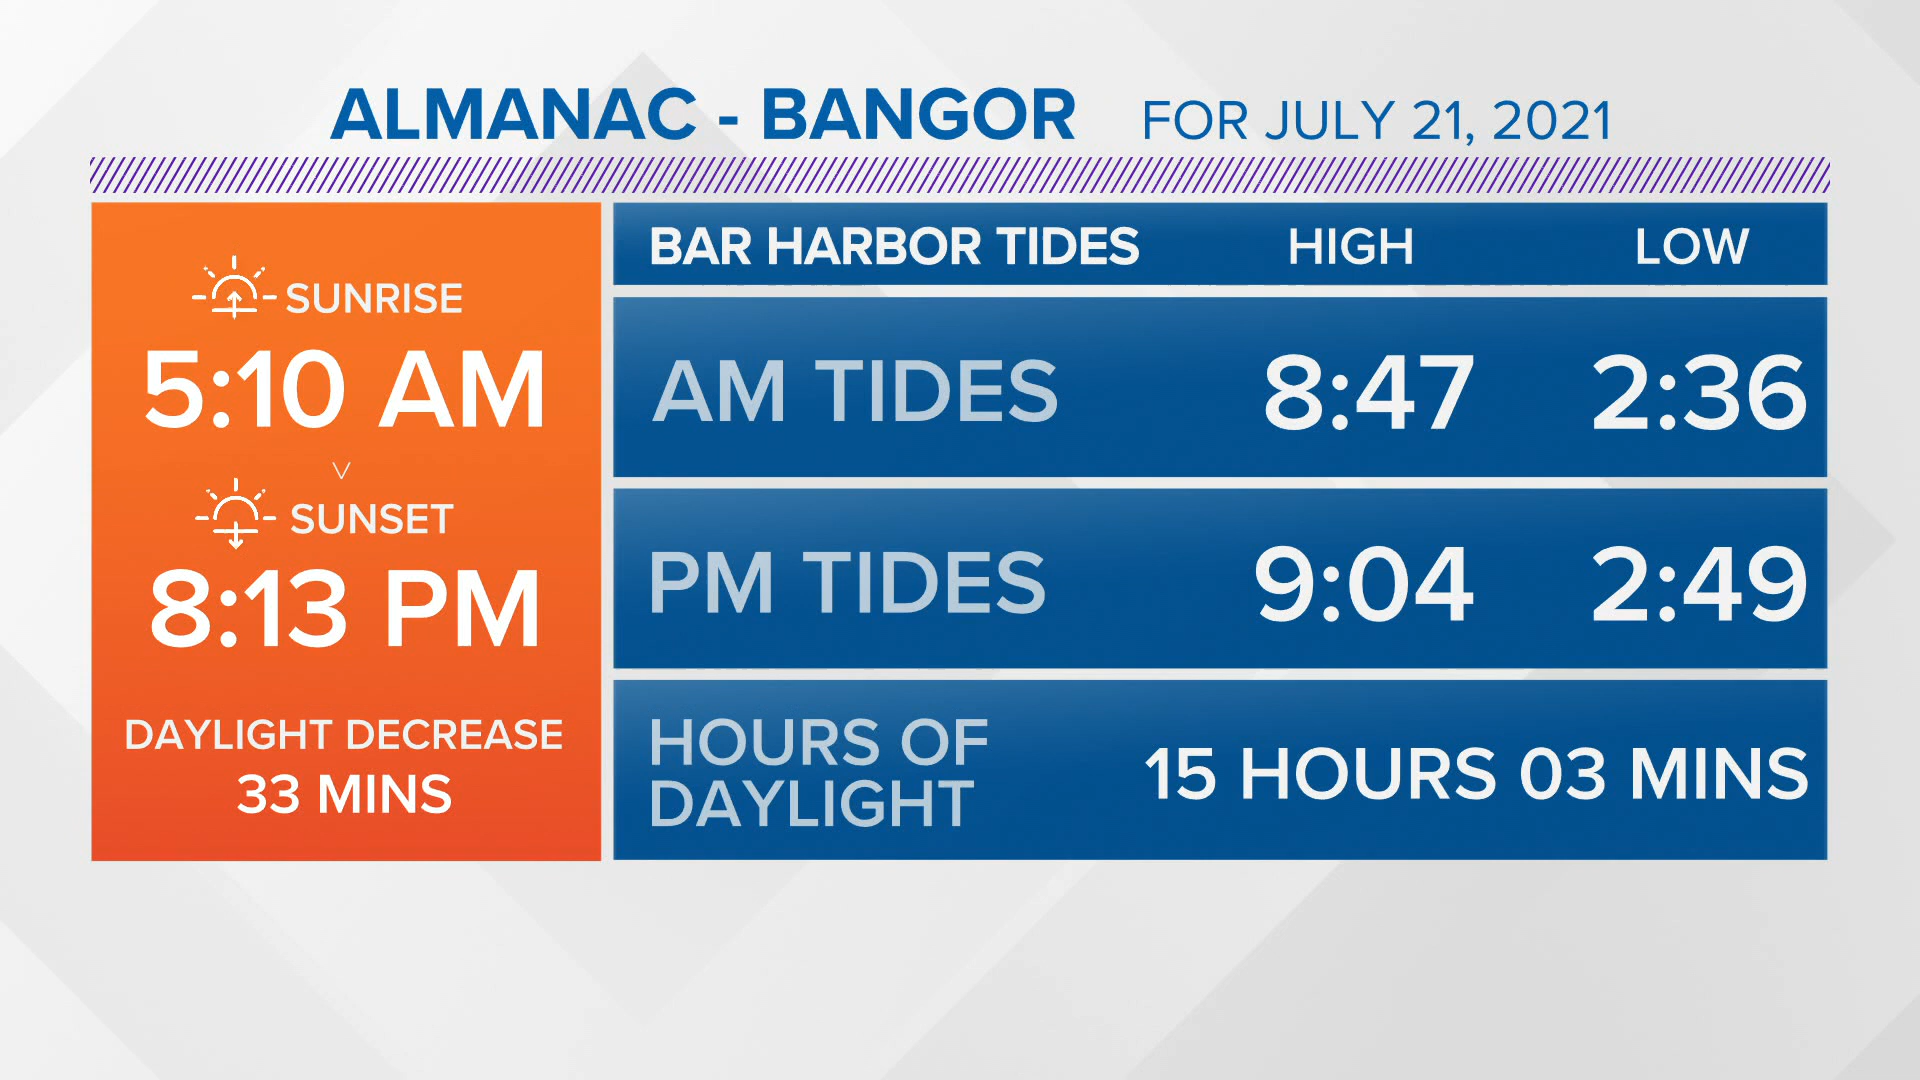 ALMANAC - BANGOR FOR JULY 21, 2021
SUNRISE
5:10 AM
SUNSET
8:13 PM
DAYLIGHT DECREASE
33 MINS
BAR HARBOR TIDES HIGH LOW
AM TIDES 8:47 2:36
PM TIDES 9:04 2:49
HOURS OF
DAYLIGHT
15 HOURS 03 MINS